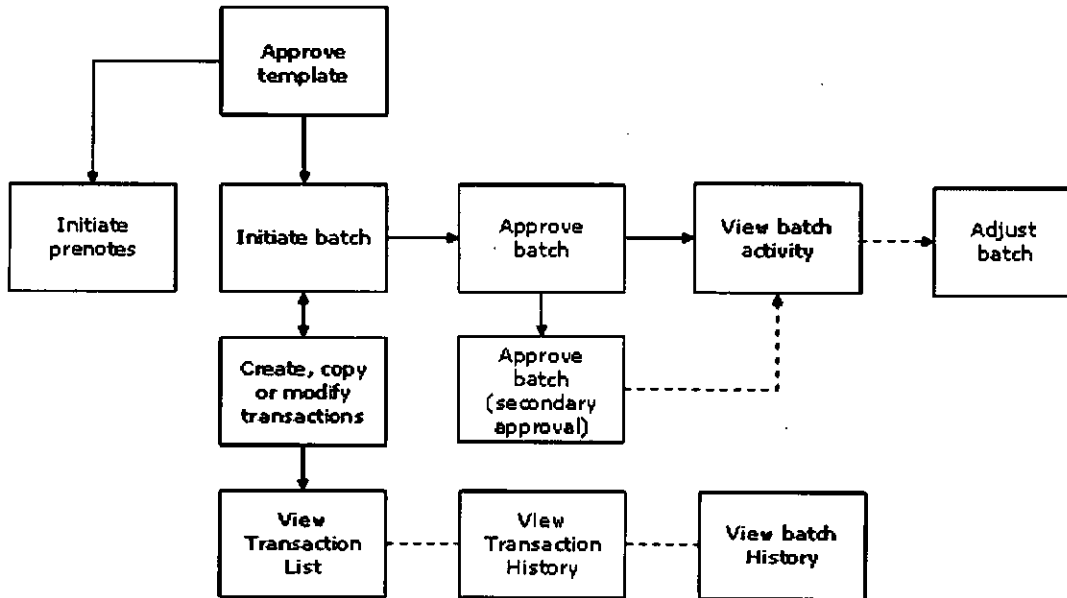 Approve
template
Initiate
prenotes
Initiate batch
Approve
batch
View batch
activity
Adjust
batch
Create, copy
or modify
transactions
Approve
batch
(secondary
approval)
View
Transaction
List
View
Transaction
History
View batch
History